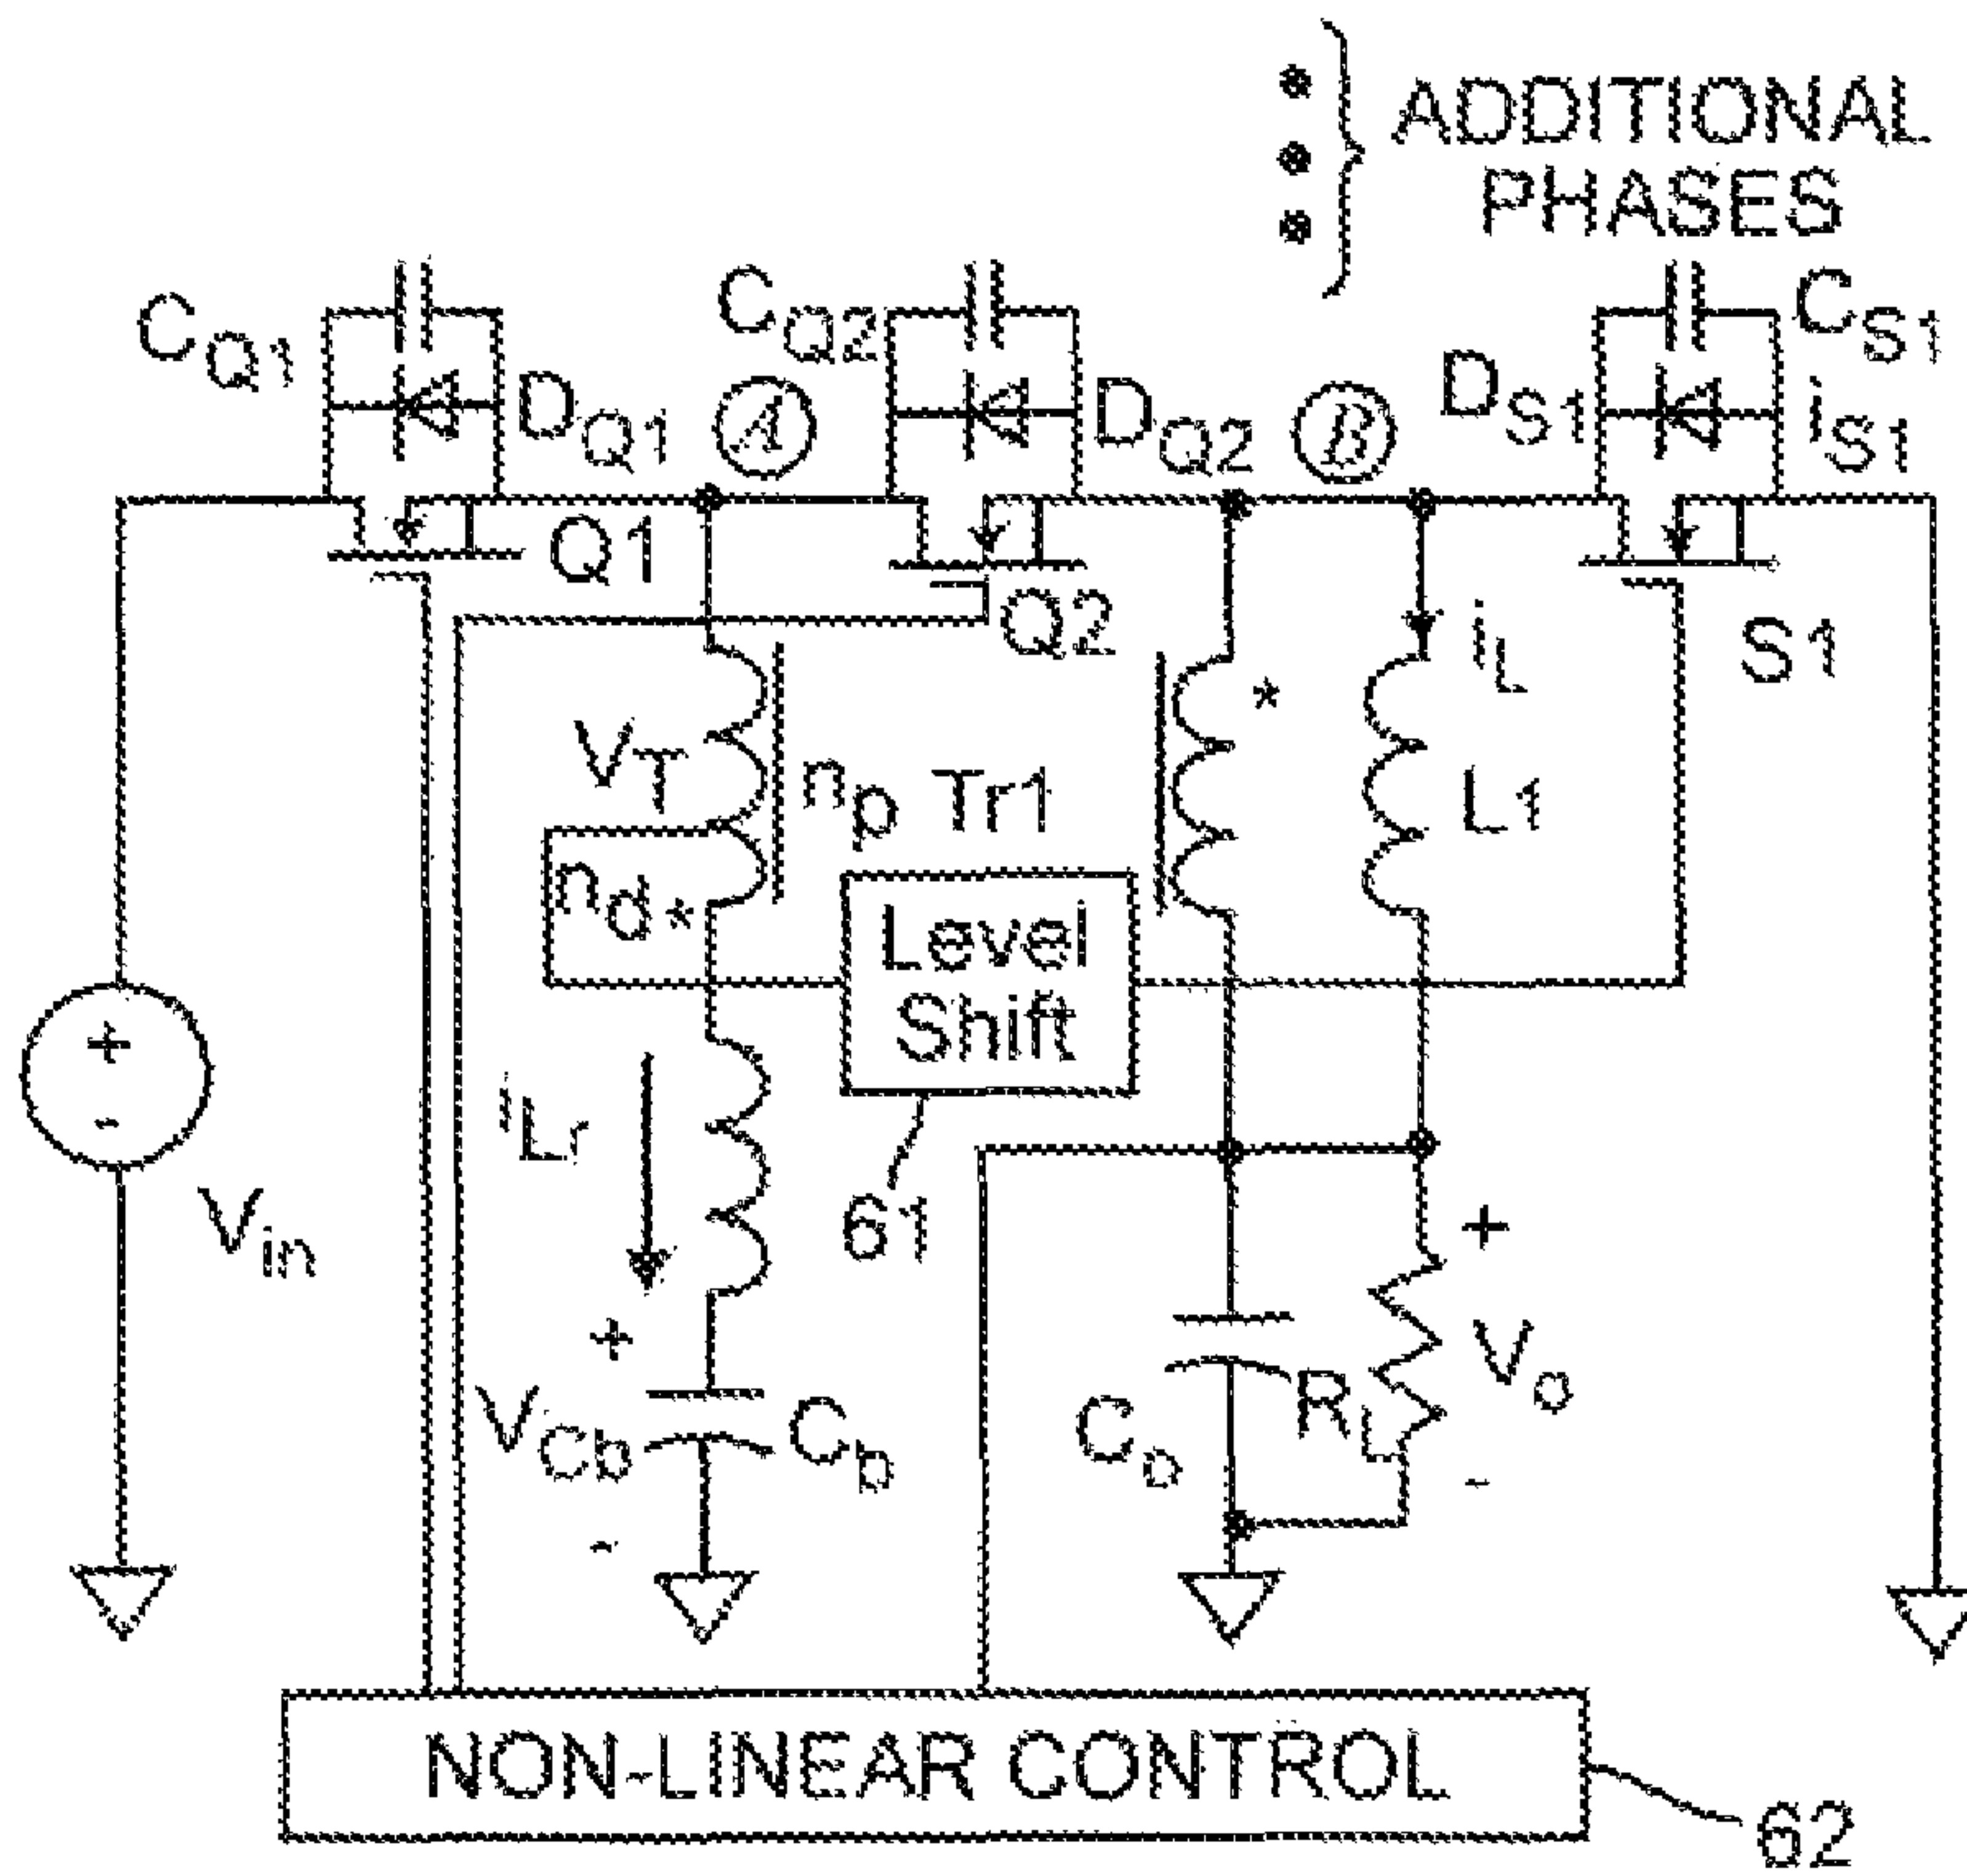 ADDITIONAL
PHASES
CQ1
CQ2
CS1
DQ1
A
DQ2
B
DS1
iS1
Q1
Q2
S1
VT
np
Tr1
*
iL
L1
nd
*
Level
Shift
+
-
Vin
iLr
61
+
VCb
-
Cb
Co
RL
+
Vo
-
NON-LINEAR CONTROL
62